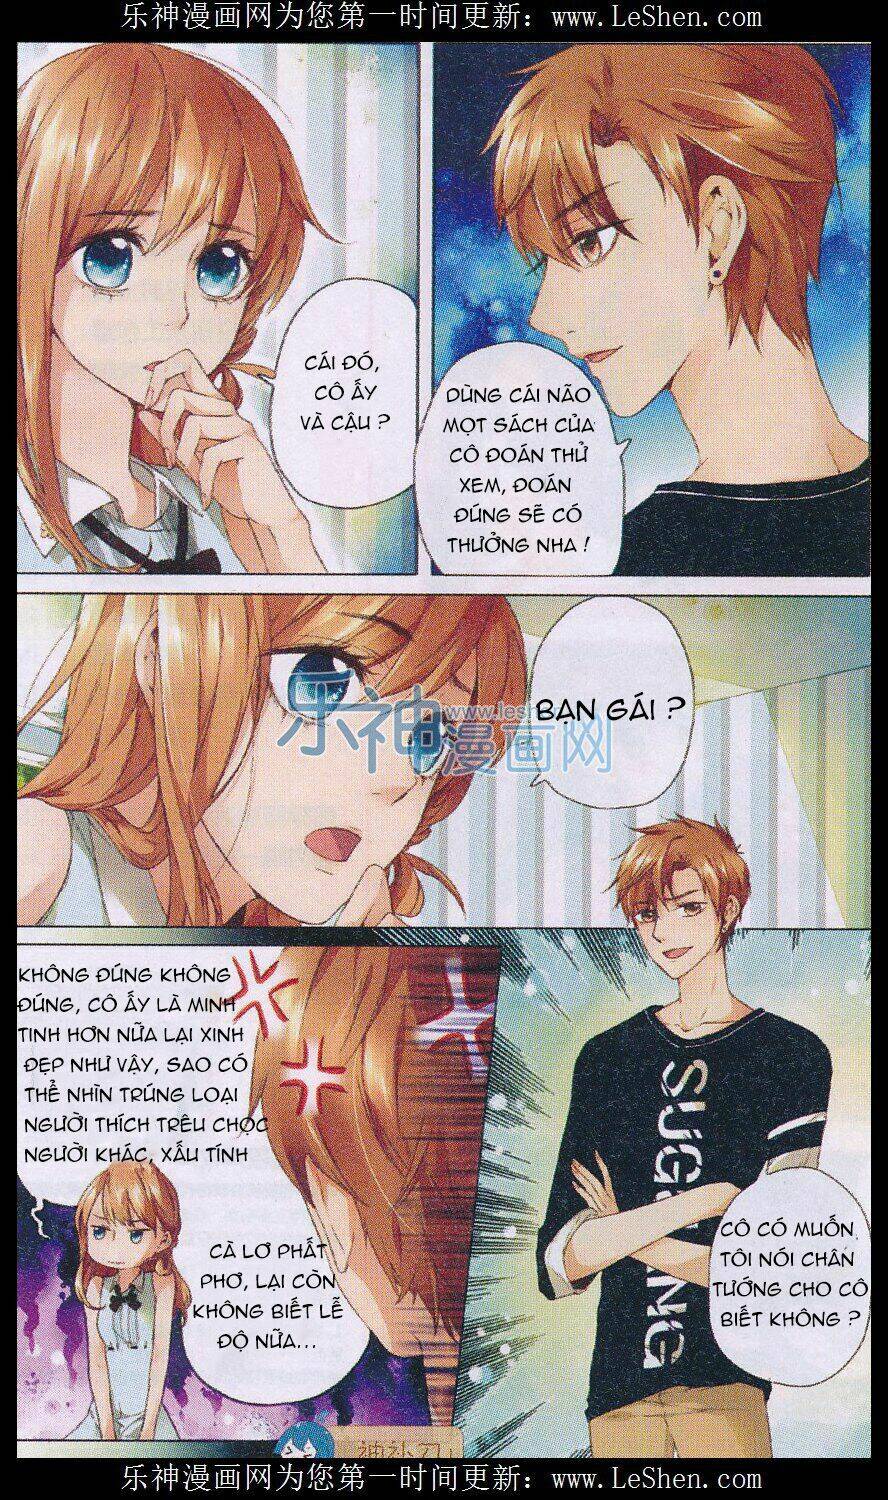 乐神漫画网为您第一时间更新：www.LeShen.com
CÁI ĐÓ,
CÔ ẤY
VÀ CẬU ?
DÙNG CÁI NÃO
MỌT SÁCH CỦA
CÔ ĐOÁN THỬ
XEM, ĐOÁN
ĐÚNG SẼ CÓ
THƯỞNG NHA !
BẠN GÁI ?
www.lesh
乐神漫画网
KHÔNG ĐÚNG KHÔNG
ĐÚNG, CÔ ẤY LÀ MINH
TINH HƠN NỮA LẠI XINH
ĐẸP NHƯ VẬY, SAO CÓ
THỂ NHÌN TRÚNG LOẠI
NGƯỜI THÍCH TRÊU CHỌC
NGƯỜI KHÁC, XẤU TÍNH
CÀ LƠ PHẤT
PHƠ, LẠI CÒN
KHÔNG BIẾT LỄ
ĐỘ NỮA...
CÔ CÓ MUỐN
TÔI NÓI CHÂN
TƯỚNG CHO CÔ
BIẾT KHÔNG ?
神补刀
乐神漫画网为您第一时间更新：www.LeShen.com